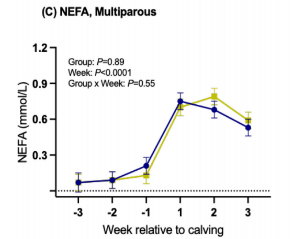 (C) NEFA, Multiparous
1.2
Group: P=0.89
Week: P<0.0001
Group x Week: P=0.55
0.9
0.6
0.3
NEFA (mmol/L)
-3 -2 -1 1 2 3
Week relative to calving